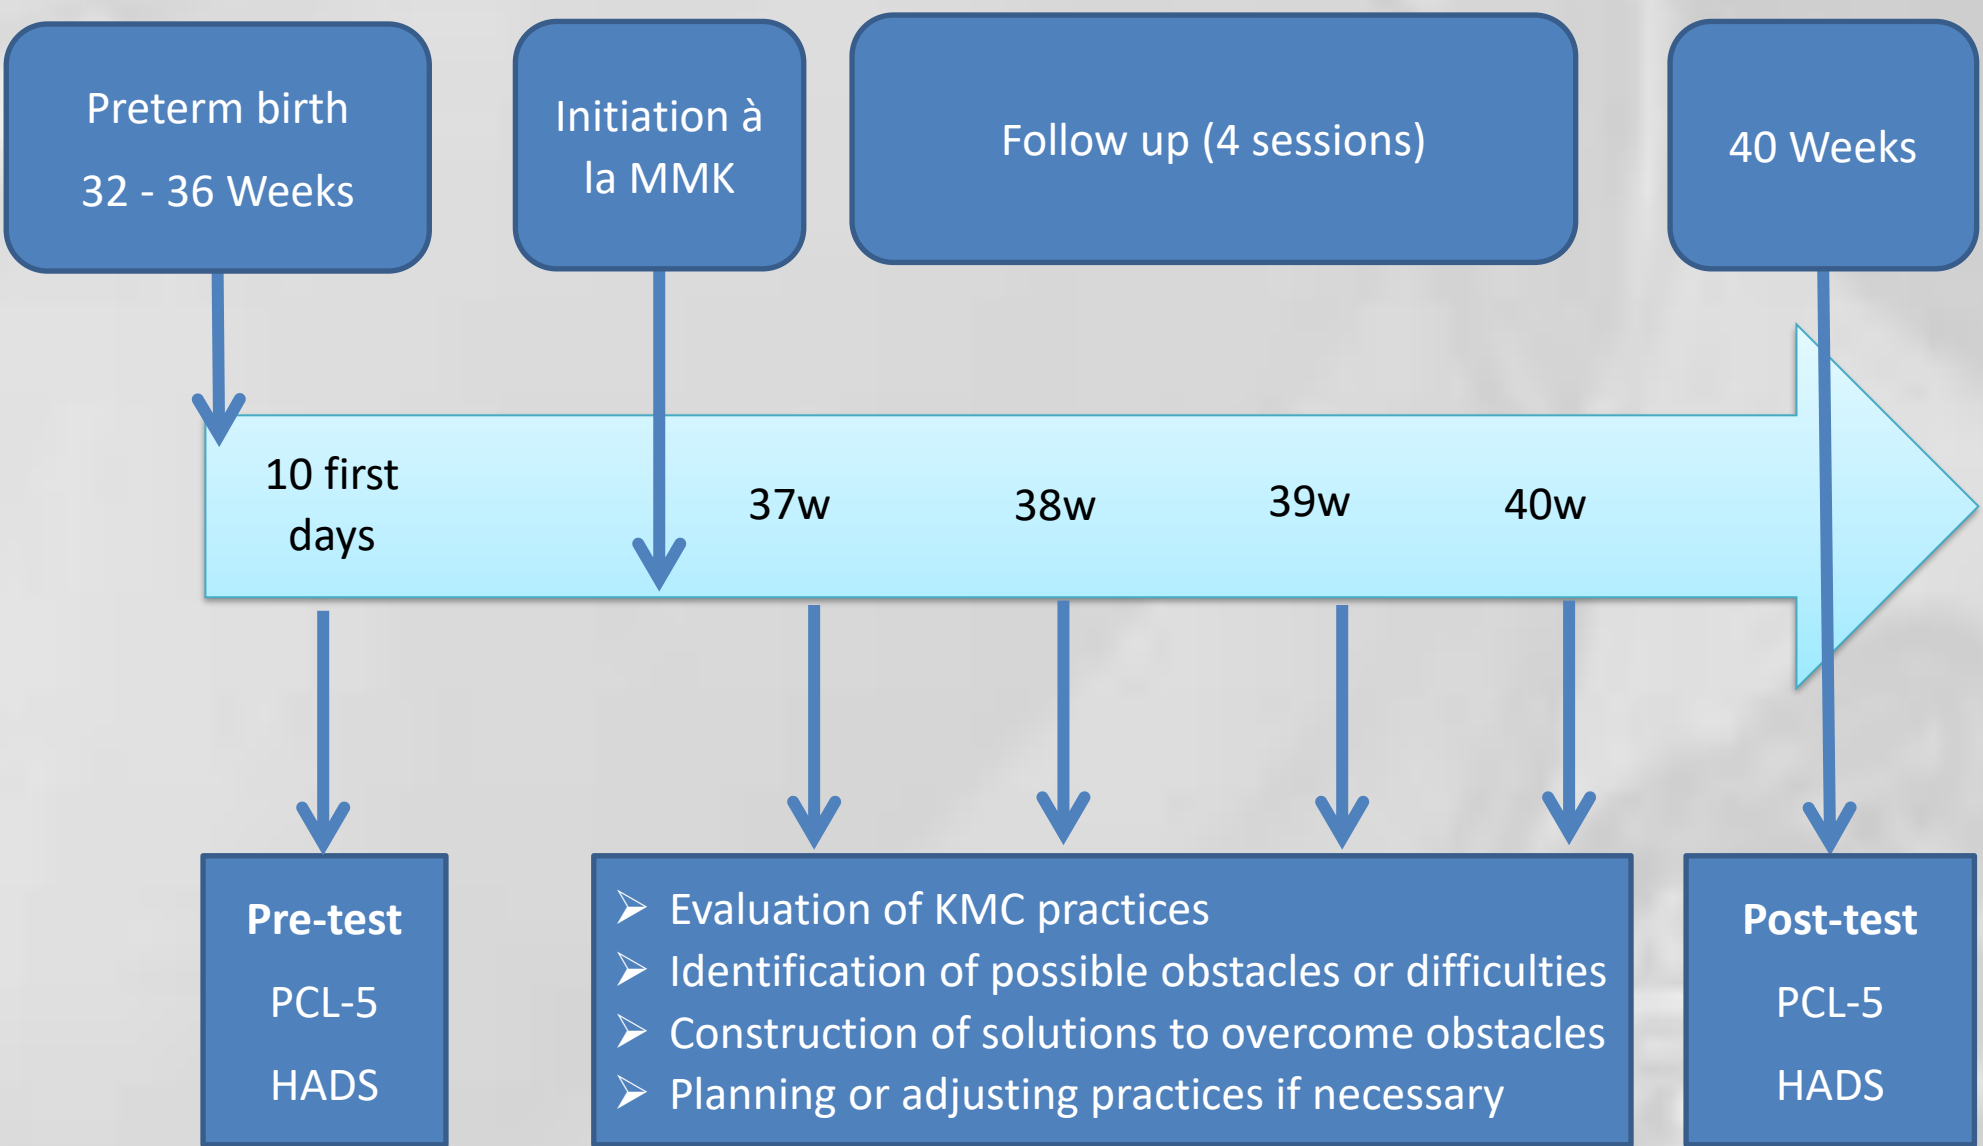 Preterm birth
32 - 36 Weeks
Initiation à
la MMK
Follow up (4 sessions)
40 Weeks
10 first
days
37w
38w
39w
40w
Pre-test
PCL-5
HADS
➢ Evaluation of KMC practices
➢ Identification of possible obstacles or difficulties
➢ Construction of solutions to overcome obstacles
➢ Planning or adjusting practices if necessary
Post-test
PCL-5
HADS